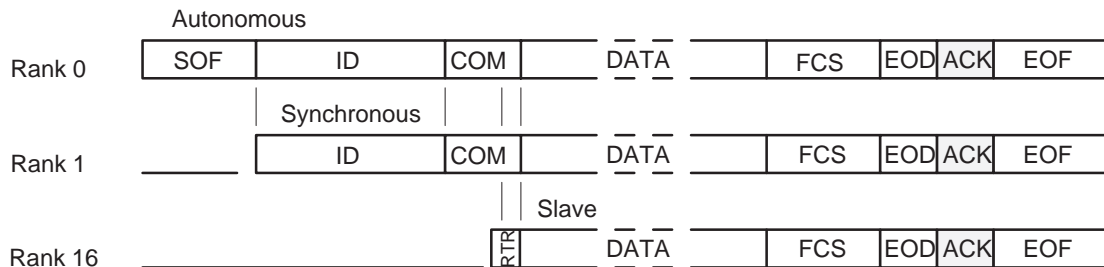 Autonomous
Rank 0 SOF ID COM DATA FCS EOD ACK EOF
Synchronous
Rank 1 ID COM DATA FCS EOD ACK EOF
Slave
Rank 16 RTR DATA FCS EOD ACK EOF